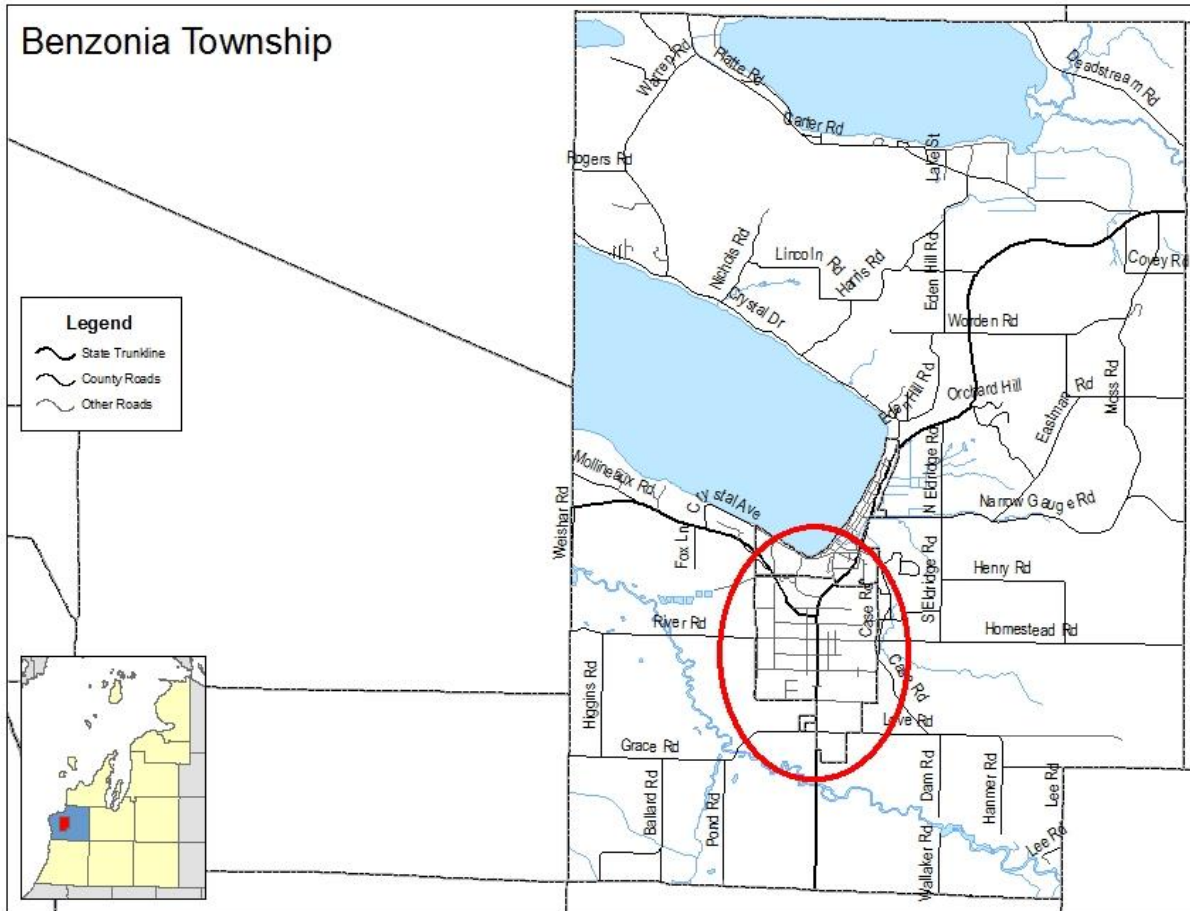 Benzonia Township
Warren Rd
Platte Rd
Deadstream Rd
Carter Rd
Lake St
Rogers Rd
Nichols Rd
Lincoln Rd
Harris Rd
Eden Hill Rd
Covey Rd
Crystal Dr
Worden Rd
Legend
State Trunkline
County Roads
Other Roads
Eden Hill Rd
Orchard Hill
Eastman Rd
Moss Rd
Mollineaux Rd
Crystal Ave
N Eldridge Rd
Narrow Gauge Rd
Weishar Rd
Fox Ln
Case Rd
S Eldridge Rd
Henry Rd
River Rd
Homestead Rd
Case Rd
Higgins Rd
Love Rd
Grace Rd
Ballard Rd
Pond Rd
Dam Rd
Hanmer Rd
Lee Rd
Wallaker Rd
Lee Rd